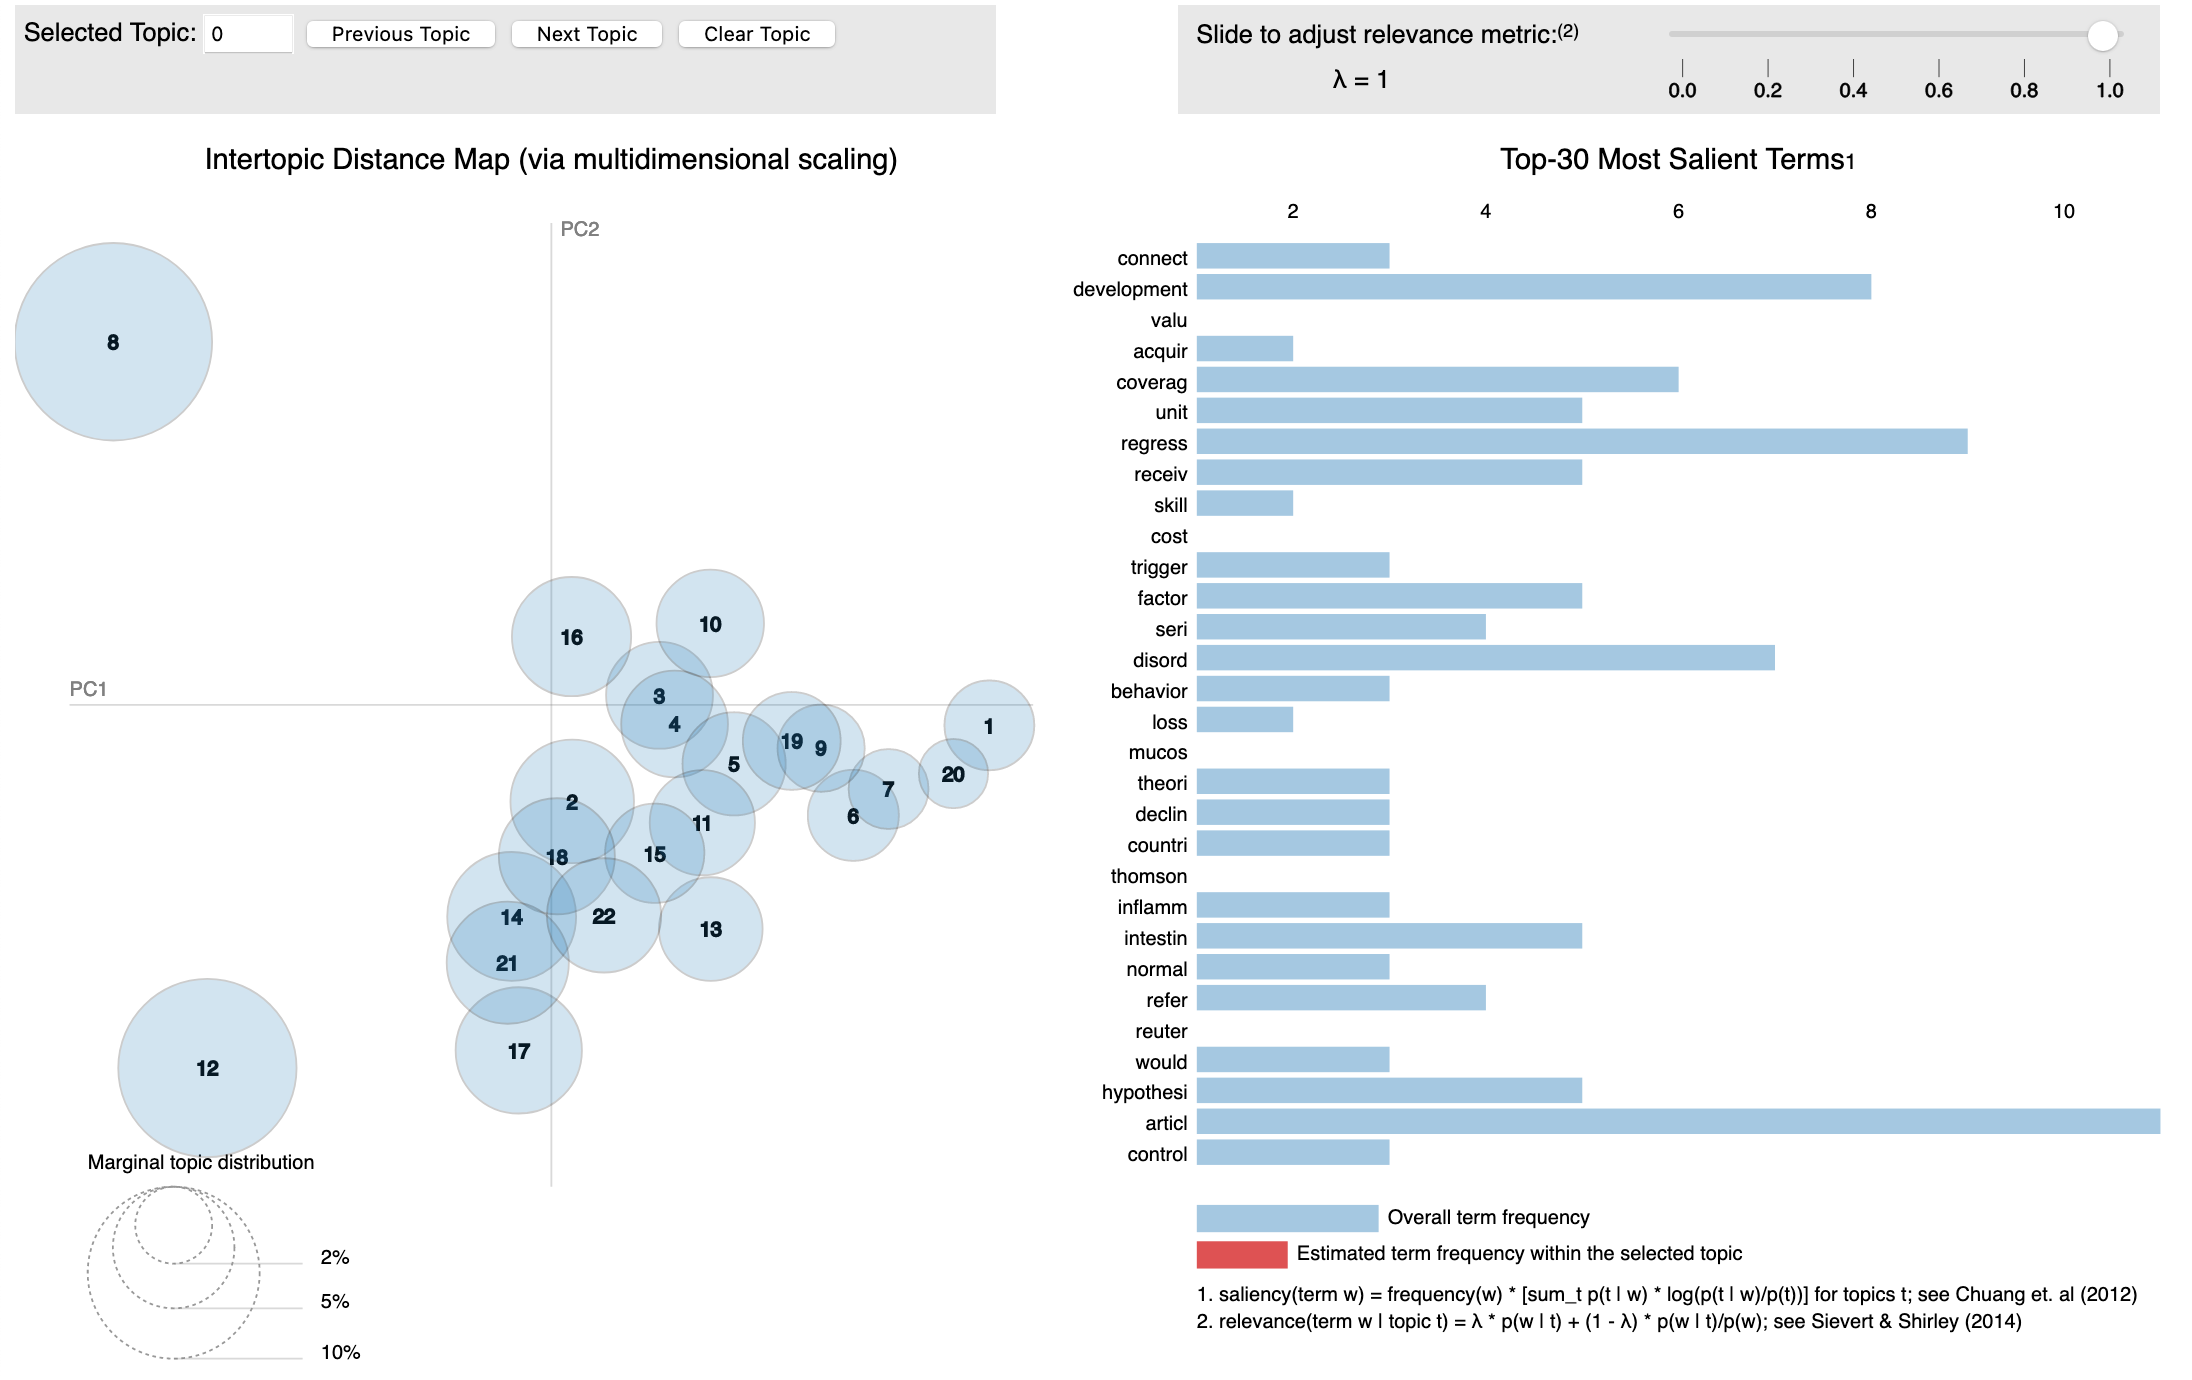 Selected Topic: 0 Previous Topic Next Topic Clear Topic
Slide to adjust relevance metric:(2)
λ = 1
0.0 0.2 0.4 0.6 0.8 1.0
Intertopic Distance Map (via multidimensional scaling)
PC2
PC1
8
16
10
3
4
1
19
9
5
20
7
2
6
11
18
15
14
22
13
21
17
12
Marginal topic distribution
2%
5%
10%
Top-30 Most Salient Terms1
2 4 6 8 10
connect
development
valu
acquir
coverag
unit
regress
receiv
skill
cost
trigger
factor
seri
disord
behavior
loss
mucos
theori
declin
countri
thomson
inflamm
intestin
normal
refer
reuter
would
hypothesi
articl
control
Overall term frequency
Estimated term frequency within the selected topic
1. saliency(term w) = frequency(w) * [sum_t p(t | w) * log(p(t | w)/p(t))] for topics t; see Chuang et. al (2012)
2. relevance(term w | topic t) = λ * p(w | t) + (1 - λ) * p(w | t)/p(w); see Sievert & Shirley (2014)